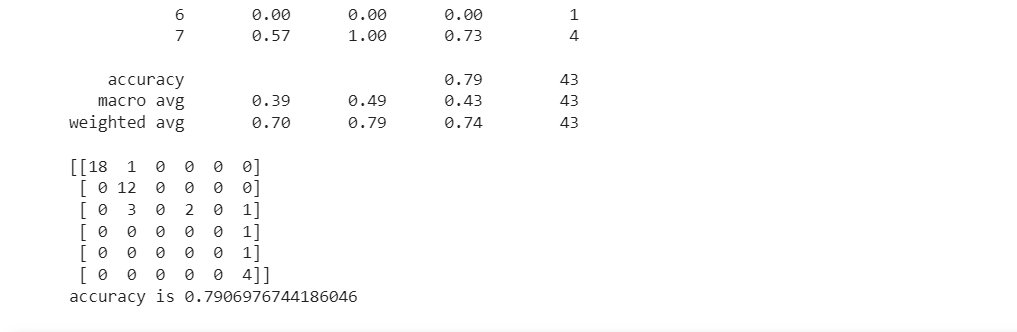 6 0.00 0.00 0.00 1
7 0.57 1.00 0.73 4
accuracy 0.79 43
macro avg 0.39 0.49 0.43 43
weighted avg 0.70 0.79 0.74 43
[[18 1 0 0 0 0]
[ 0 12 0 0 0 0]
[ 0 3 0 2 0 1]
[ 0 0 0 0 0 1]
[ 0 0 0 0 0 1]
[ 0 0 0 0 0 4]]
accuracy is 0.7906976744186046